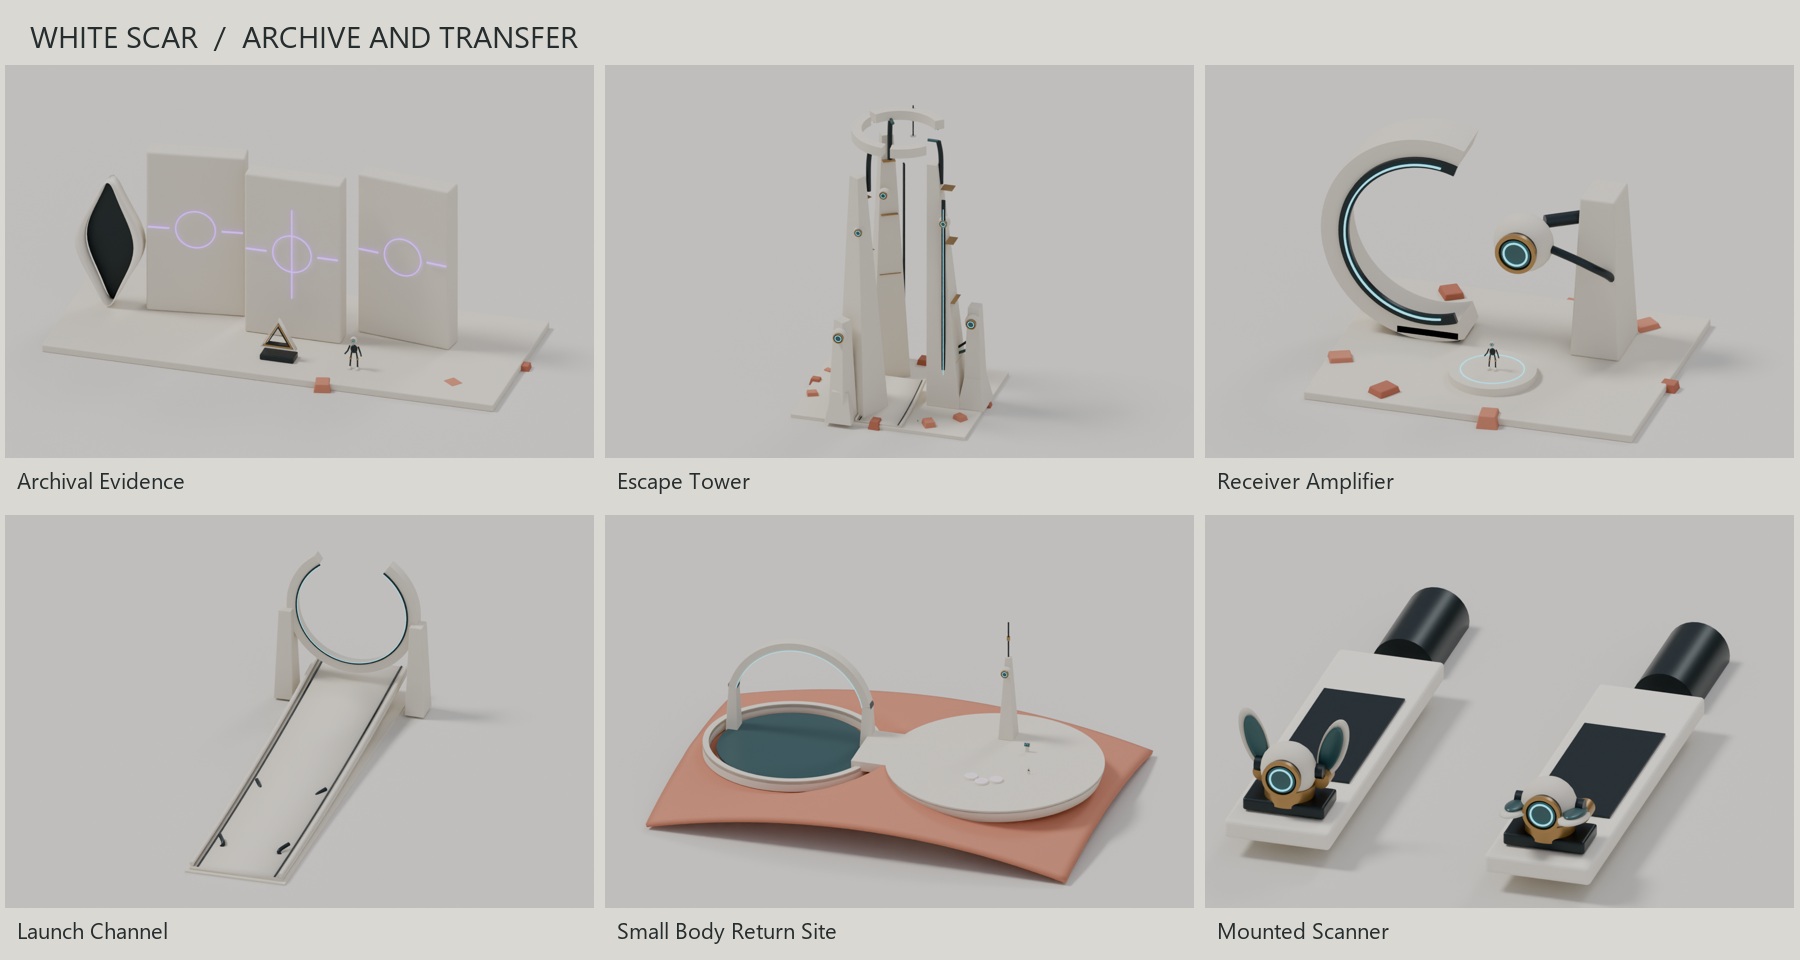 WHITE SCAR / ARCHIVE AND TRANSFER
Archival Evidence
Escape Tower
Receiver Amplifier
Launch Channel
Small Body Return Site
Mounted Scanner